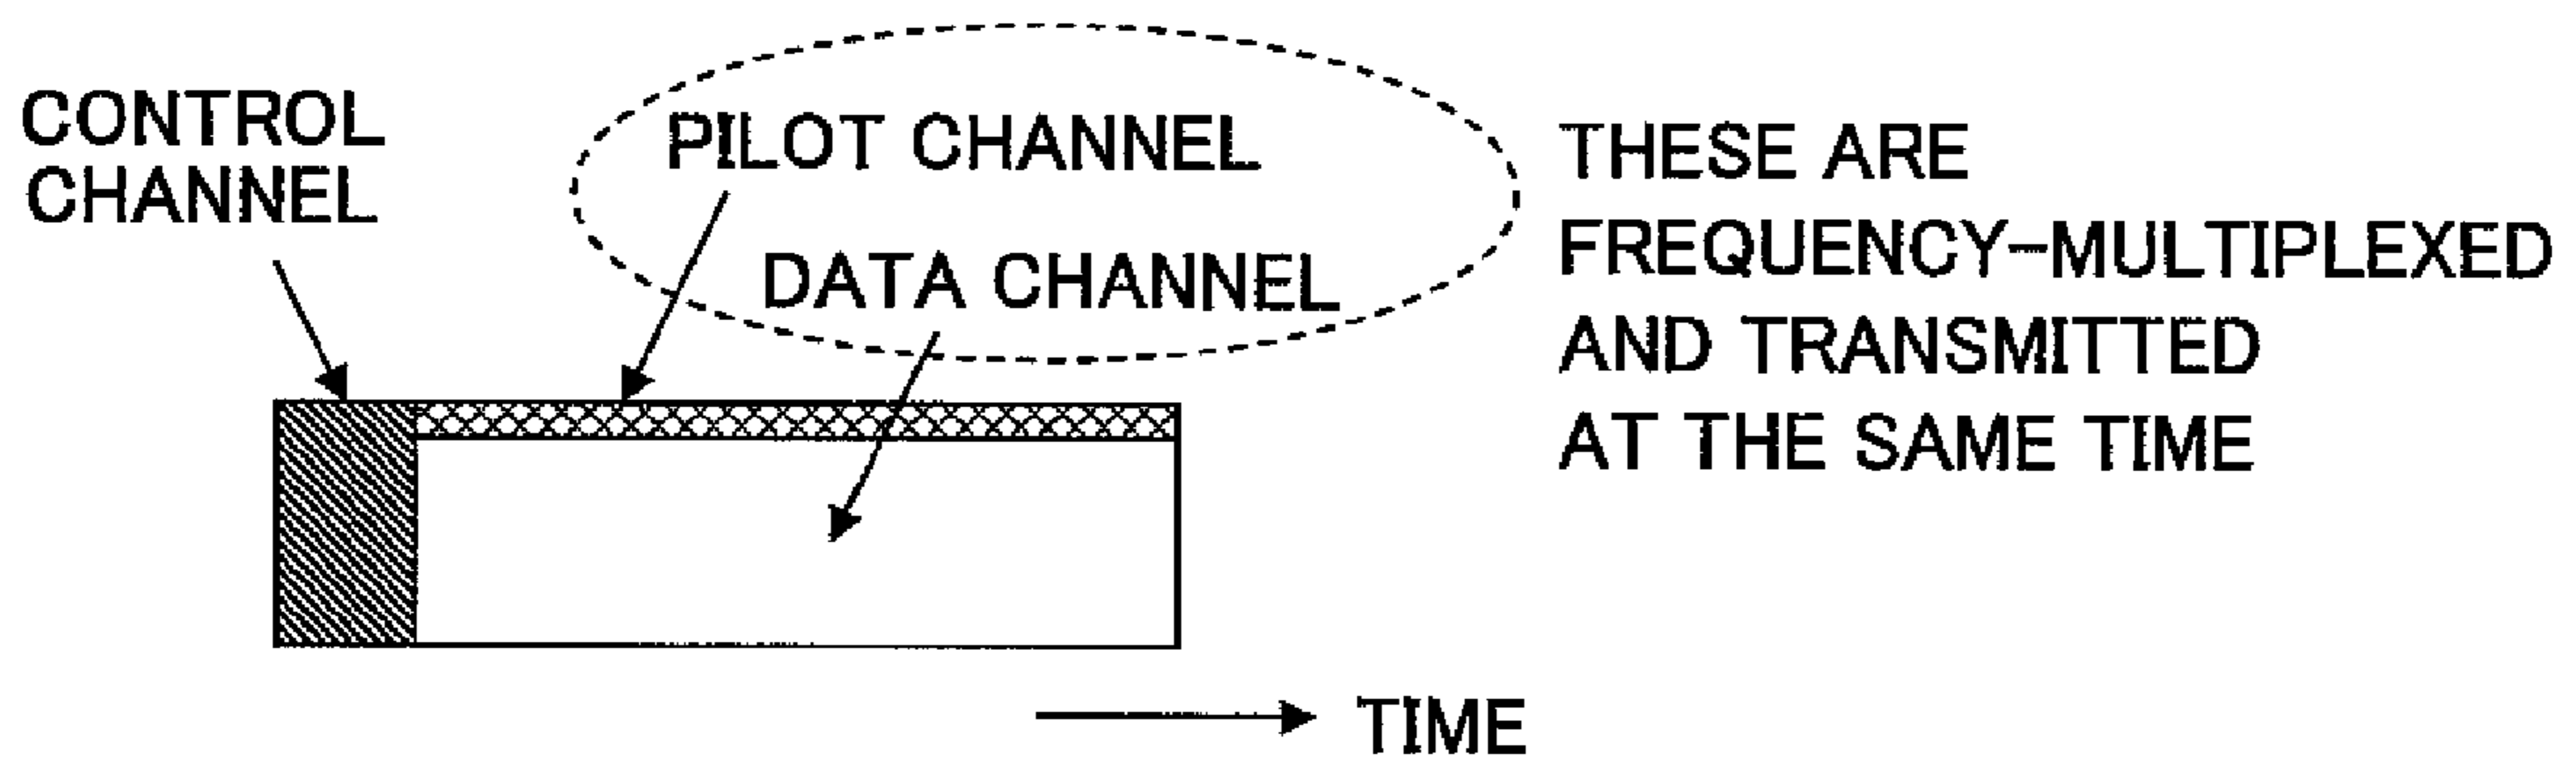 CONTROL
CHANNEL
PILOT CHANNEL
DATA CHANNEL
THESE ARE
FREQUENCY-MULTIPLEXED
AND TRANSMITTED
AT THE SAME TIME
TIME